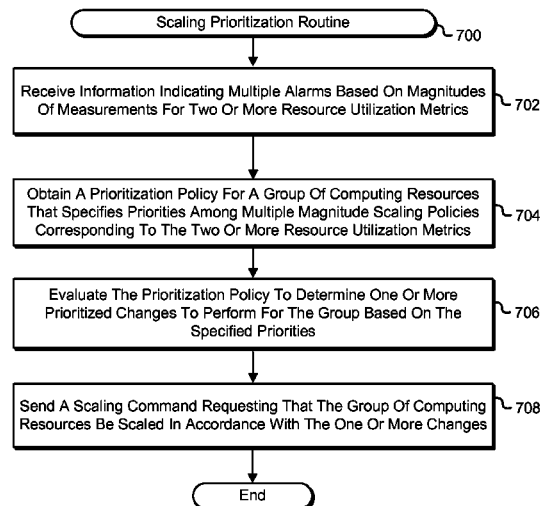 Scaling Prioritization Routine
700
Receive Information Indicating Multiple Alarms Based On Magnitudes
Of Measurements For Two Or More Resource Utilization Metrics
702
Obtain A Prioritization Policy For A Group Of Computing Resources
That Specifies Priorities Among Multiple Magnitude Scaling Policies
Corresponding To The Two Or More Resource Utilization Metrics
704
Evaluate The Prioritization Policy To Determine One Or More
Prioritized Changes To Perform For The Group Based On The
Specified Priorities
706
Send A Scaling Command Requesting That The Group Of Computing
Resources Be Scaled In Accordance With The One Or More Changes
708
End